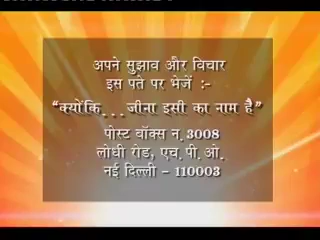 अपने सुझाव और विचार
इस पते पर भेजें :-
“क्योंकि...जीना इसी का नाम है”
पोस्ट बॉक्स न.3008
लोधी रोड, एच.पी.ओ.
नई दिल्ली - 110003